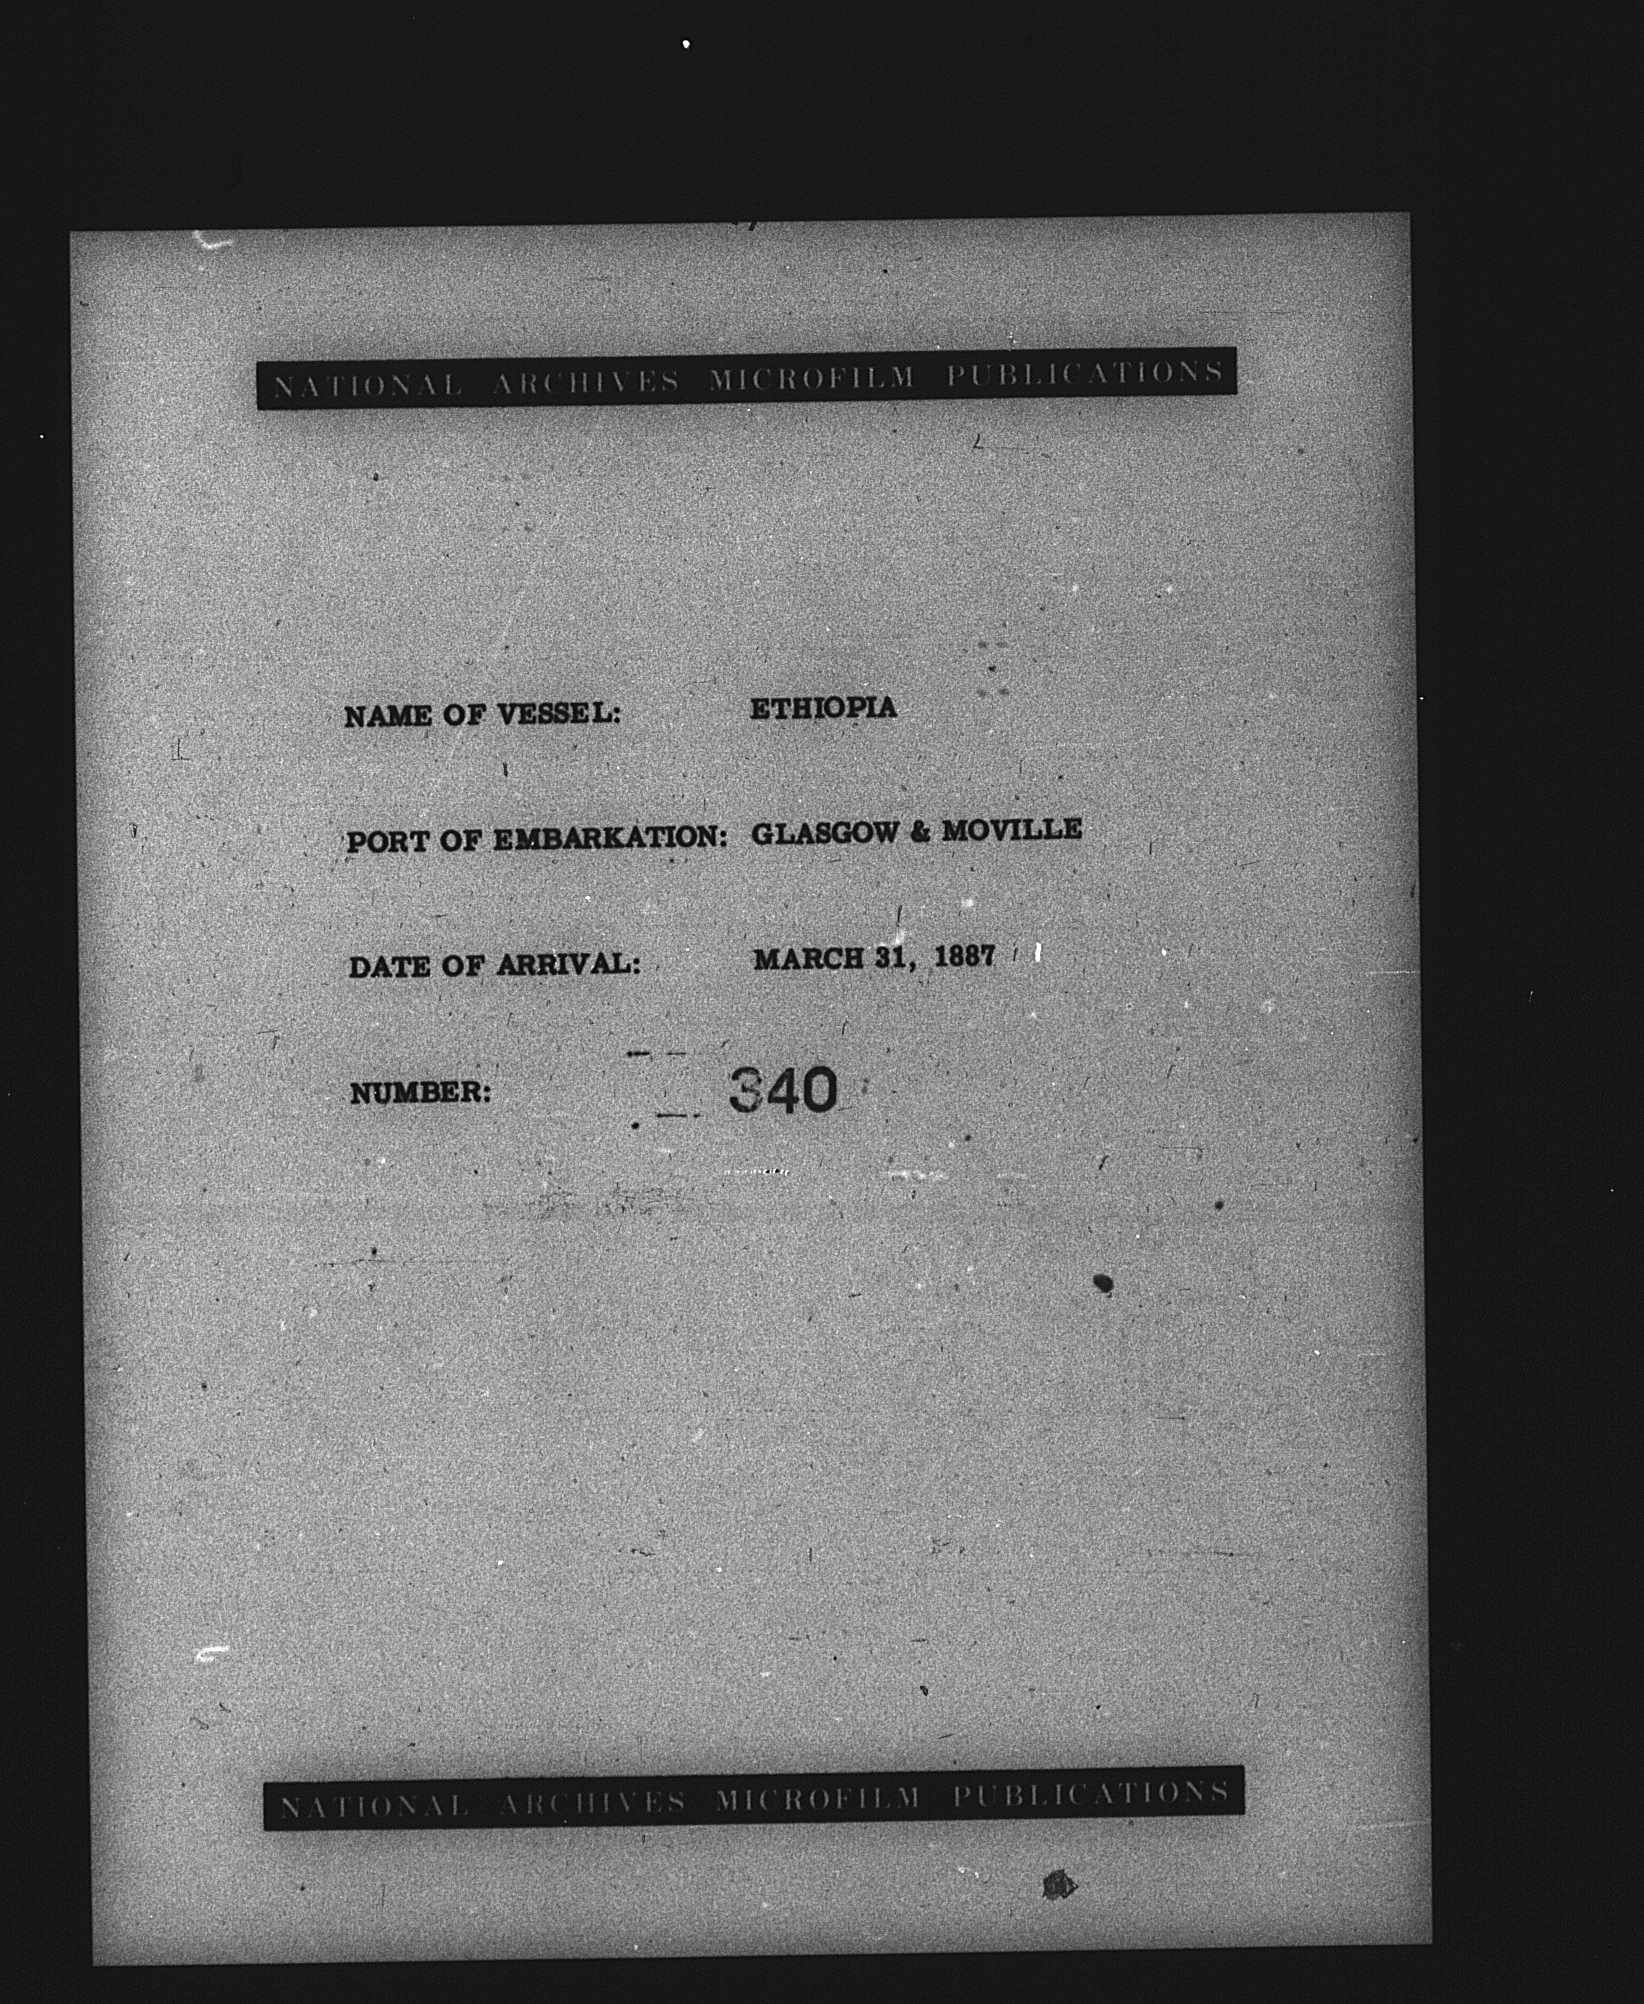 NATIONAL ARCHIVES MICROFILM PUBLICATIONS
NAME OF VESSEL: ETHIOPIA
PORT OF EMBARKATION: GLASGOW & MOVILLE
DATE OF ARRIVAL: MARCH 31, 1887
NUMBER: 340
NATIONAL ARCHIVES MICROFILM PUBLICATIONS